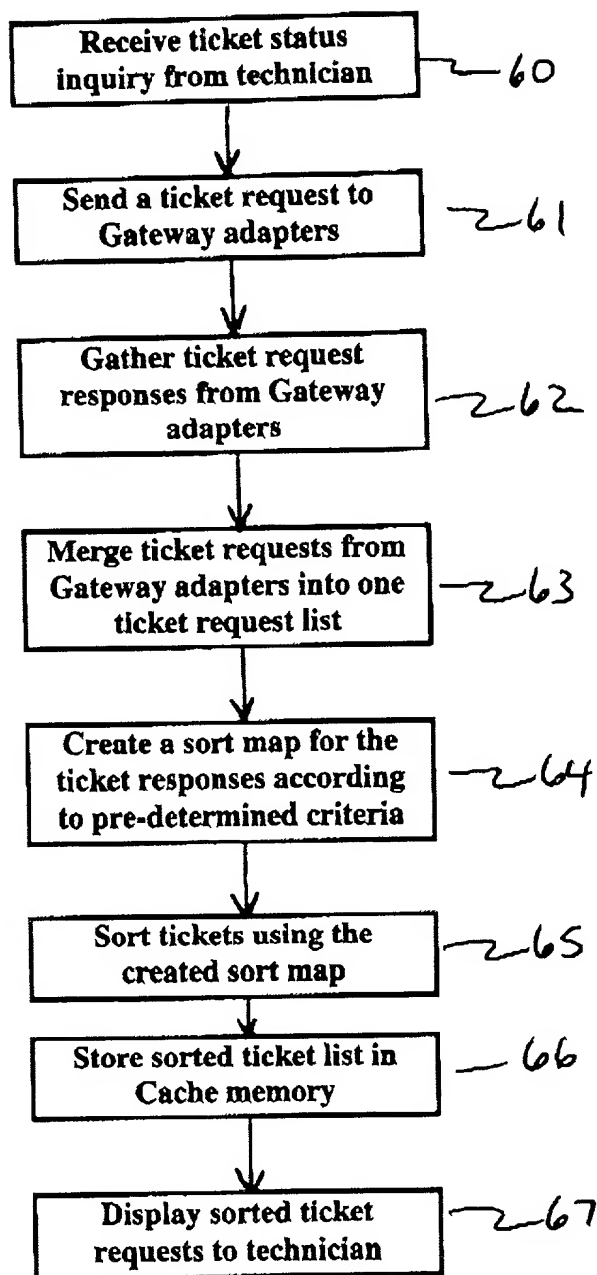 Receive ticket status
inquiry from technician
60
Send a ticket request to
Gateway adapters
61
Gather ticket request
responses from Gateway
adapters
62
Merge ticket requests from
Gateway adapters into one
ticket request list
63
Create a sort map for the
ticket responses according
to pre-determined criteria
64
Sort tickets using the
created sort map
65
Store sorted ticket list in
Cache memory
66
Display sorted ticket
requests to technician
67